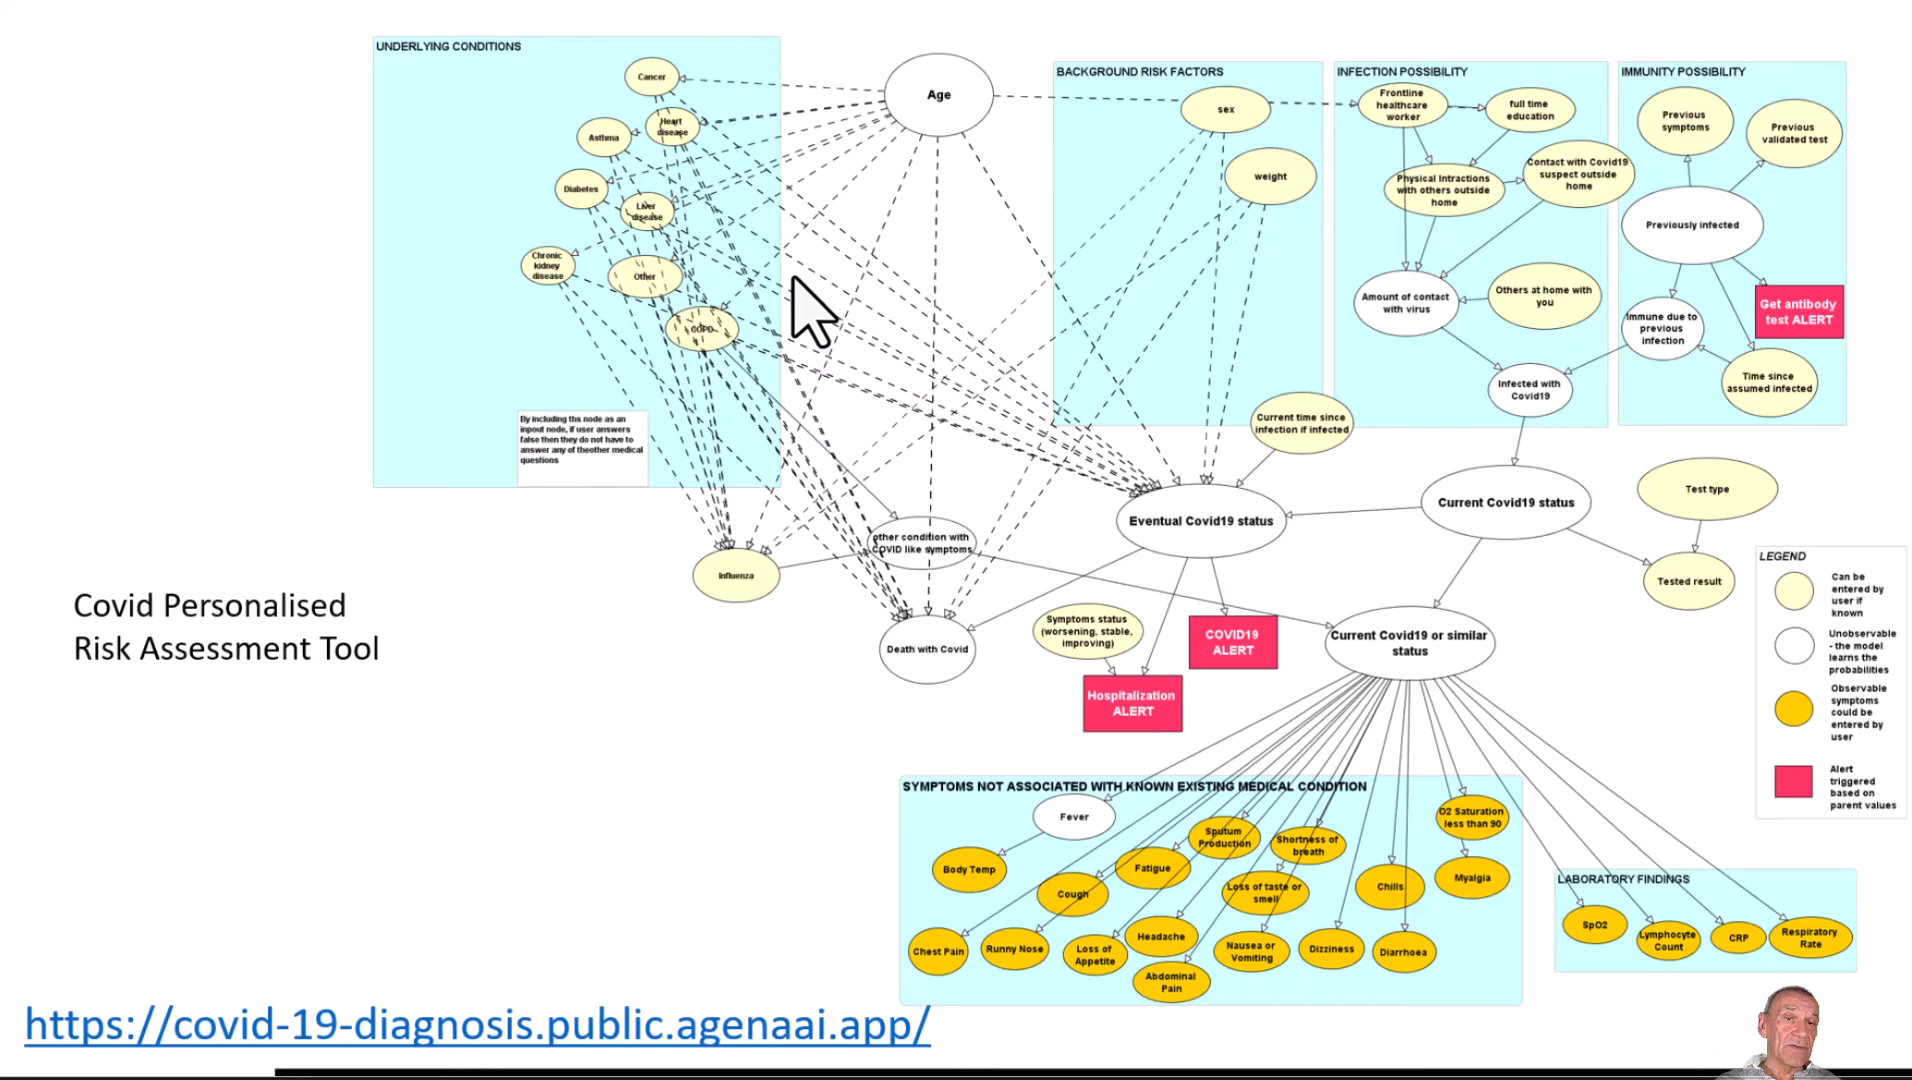 UNDERLYING CONDITIONS
Cancer
Heart
disease
Asthma
Diabetes
Liver
disease
Chronic
kidney
disease
Other
COPD
By including ths node as an
inpout node, if user answers
false then they do not have to
answer any of theother medical
questions
Age
BACKGROUND RISK FACTORS
sex
weight
INFECTION POSSIBILITY
Frontline
healthcare
worker
full time
education
Physical Intractions
with others outside
home
Contact with Covid19
suspect outside
home
Amount of contact
with virus
Others at home with
you
Infected with
Covid19
IMMUNITY POSSIBILITY
Previous
symptoms
Previous
validated test
Previously infected
Get antibody
test ALERT
Immune due to
previous
infection
Time since
assumed infected
Current time since
infection if infected
Eventual Covid19 status
Current Covid19 status
Test type
Tested result
Influenza
other condition with
COVID like symptoms
Death with Covid
Symptoms status
(worsening, stable,
improving)
COVID19
ALERT
Hospitalization
ALERT
Current Covid19 or similar
status
LEGEND
Can be
entered by
user if
known
Unobservable
- the model
learns the
probabilities
Observable
symptoms
could be
entered by
user
Alert
triggered
based on
parent values
Covid Personalised
Risk Assessment Tool
SYMPTOMS NOT ASSOCIATED WITH KNOWN EXISTING MEDICAL CONDITION
Fever
Body Temp
Cough
Fatigue
Sputum
Production
Shortness of
breath
O2 Saturation
less than 90
Loss of taste or
smell
Chills
Myalgia
Chest Pain
Runny Nose
Loss of
Appetite
Headache
Abdominal
Pain
Nausea or
Vomiting
Dizziness
Diarrhoea
LABORATORY FINDINGS
SpO2
Lymphocyte
Count
CRP
Respiratory
Rate
https://covid-19-diagnosis.public.agenaai.app/